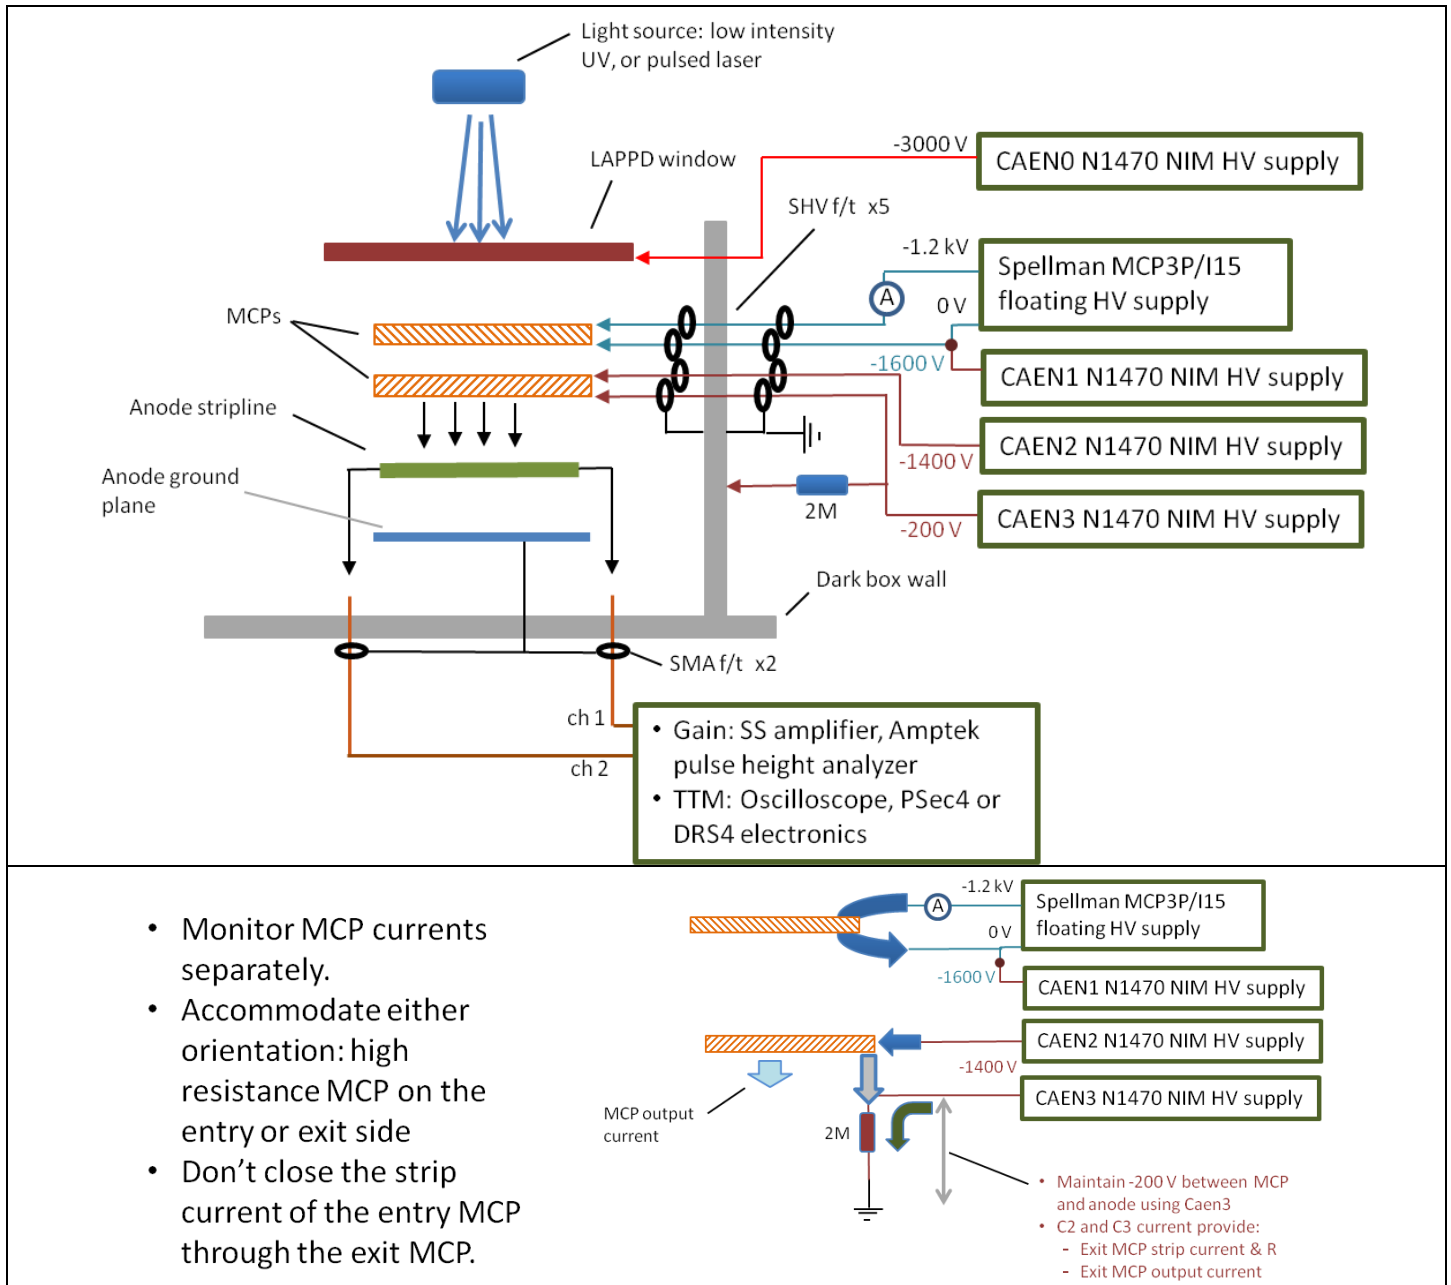 Light source: low intensity
UV, or pulsed laser
LAPPD window
-3000 V
CAEN0 N1470 NIM HV supply
SHV f/t x5
-1.2 kV
Spellman MCP3P/I15
floating HV supply
A
0 V
MCPs
-1600 V
CAEN1 N1470 NIM HV supply
Anode stripline
CAEN2 N1470 NIM HV supply
-1400 V
Anode ground
plane
2M
CAEN3 N1470 NIM HV supply
-200 V
Dark box wall
SMA f/t x2
ch 1
ch 2
• Gain: SS amplifier, Amptek
pulse height analyzer
• TTM: Oscilloscope, PSec4 or
DRS4 electronics
• Monitor MCP currents
separately.
• Accommodate either
orientation: high
resistance MCP on the
entry or exit side
• Don't close the strip
current of the entry MCP
through the exit MCP.
-1.2 kV
A
Spellman MCP3P/I15
floating HV supply
0 V
-1600 V
CAEN1 N1470 NIM HV supply
CAEN2 N1470 NIM HV supply
-1400 V
CAEN3 N1470 NIM HV supply
MCP output
current
2M
• Maintain -200 V between MCP
and anode using Caen3
• C2 and C3 current provide:
- Exit MCP strip current & R
- Exit MCP output current